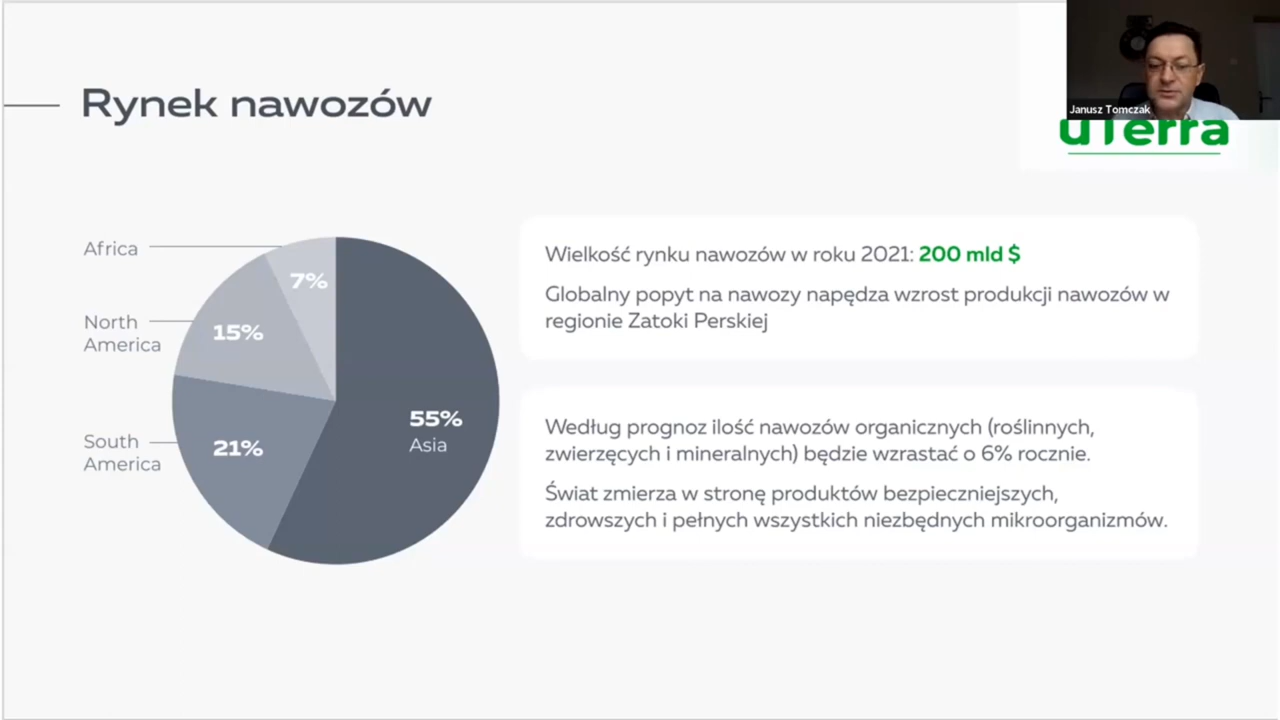 Janusz Tomczak
uTerra
Rynek nawozów
Africa
7%
North
America
15%
South
America
21%
55%
Asia
Wielkość rynku nawozów w roku 2021: 200 mld $
Globalny popyt na nawozy napędza wzrost produkcji nawozów w
regionie Zatoki Perskiej
Według prognoz ilość nawozów organicznych (roślinnych,
zwierzęcych i mineralnych) będzie wzrastać o 6% rocznie.
Świat zmierza w stronę produktów bezpieczniejszych,
zdrowszych i pełnych wszystkich niezbędnych mikroorganizmów.